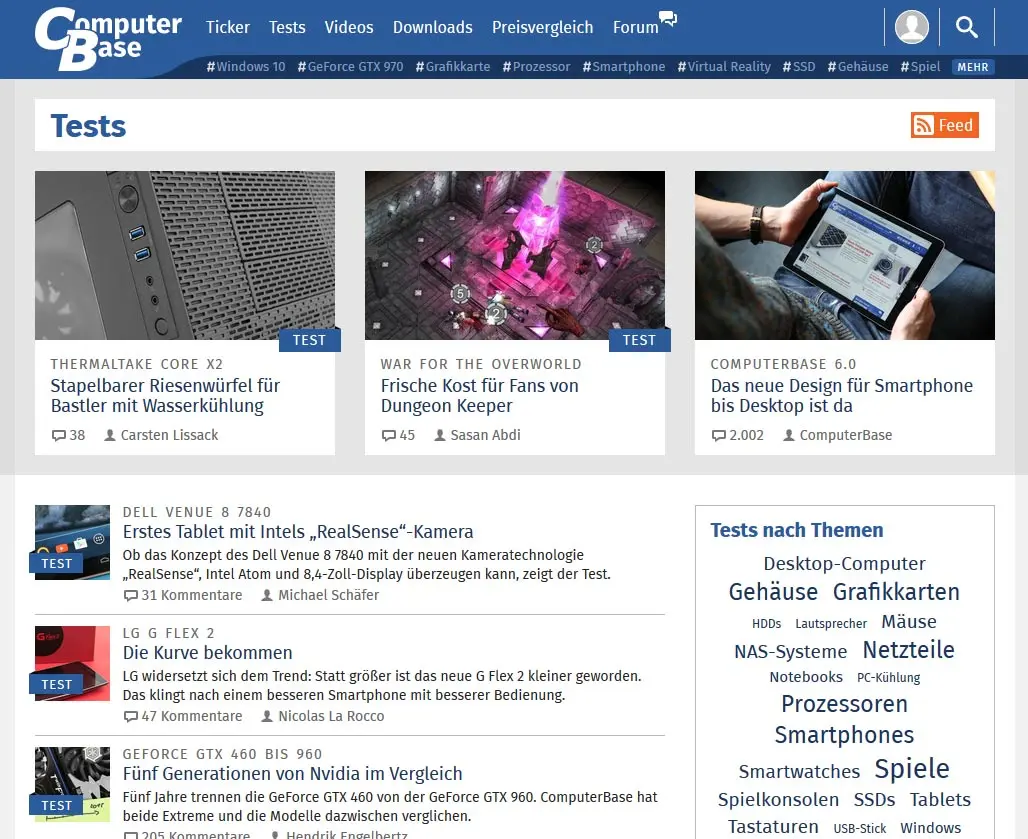 ComputerBase
Ticker Tests Videos Downloads Preisvergleich Forum
#Windows 10 #GeForce GTX 970 #Grafikkarte #Prozessor #Smartphone #Virtual Reality #SSD #Gehäuse #Spiel MEHR
Tests
Feed
TEST
THERMALTAKE CORE X2
Stapelbarer Riesenwürfel für
Bastler mit Wasserkühlung
38 Carsten Lissack
5
2
2
TEST
WAR FOR THE OVERWORLD
Frische Kost für Fans von
Dungeon Keeper
45 Sasan Abdi
COMPUTERBASE 6.0
Das neue Design für Smartphone
bis Desktop ist da
2.002 ComputerBase
TEST
DELL VENUE 8 7840
Erstes Tablet mit Intels „RealSense“-Kamera
Ob das Konzept des Dell Venue 8 7840 mit der neuen Kameratechnologie
„RealSense“, Intel Atom und 8,4-Zoll-Display überzeugen kann, zeigt der Test.
31 Kommentare Michael Schäfer
TEST
LG G FLEX 2
Die Kurve bekommen
LG widersetzt sich dem Trend: Statt größer ist das neue G Flex 2 kleiner geworden.
Das klingt nach einem besseren Smartphone mit besserer Bedienung.
47 Kommentare Nicolas La Rocco
TEST
GEFORCE GTX 460 BIS 960
Fünf Generationen von Nvidia im Vergleich
Fünf Jahre trennen die GeForce GTX 460 von der GeForce GTX 960. ComputerBase hat
beide Extreme und die Modelle dazwischen verglichen.
205 Kommentare Hendrik Engelbertz
Tests nach Themen
Desktop-Computer
Gehäuse Grafikkarten
HDDs Lautsprecher Mäuse
NAS-Systeme Netzteile
Notebooks PC-Kühlung
Prozessoren
Smartphones
Smartwatches Spiele
Spielkonsolen SSDs Tablets
Tastaturen USB-Stick Windows